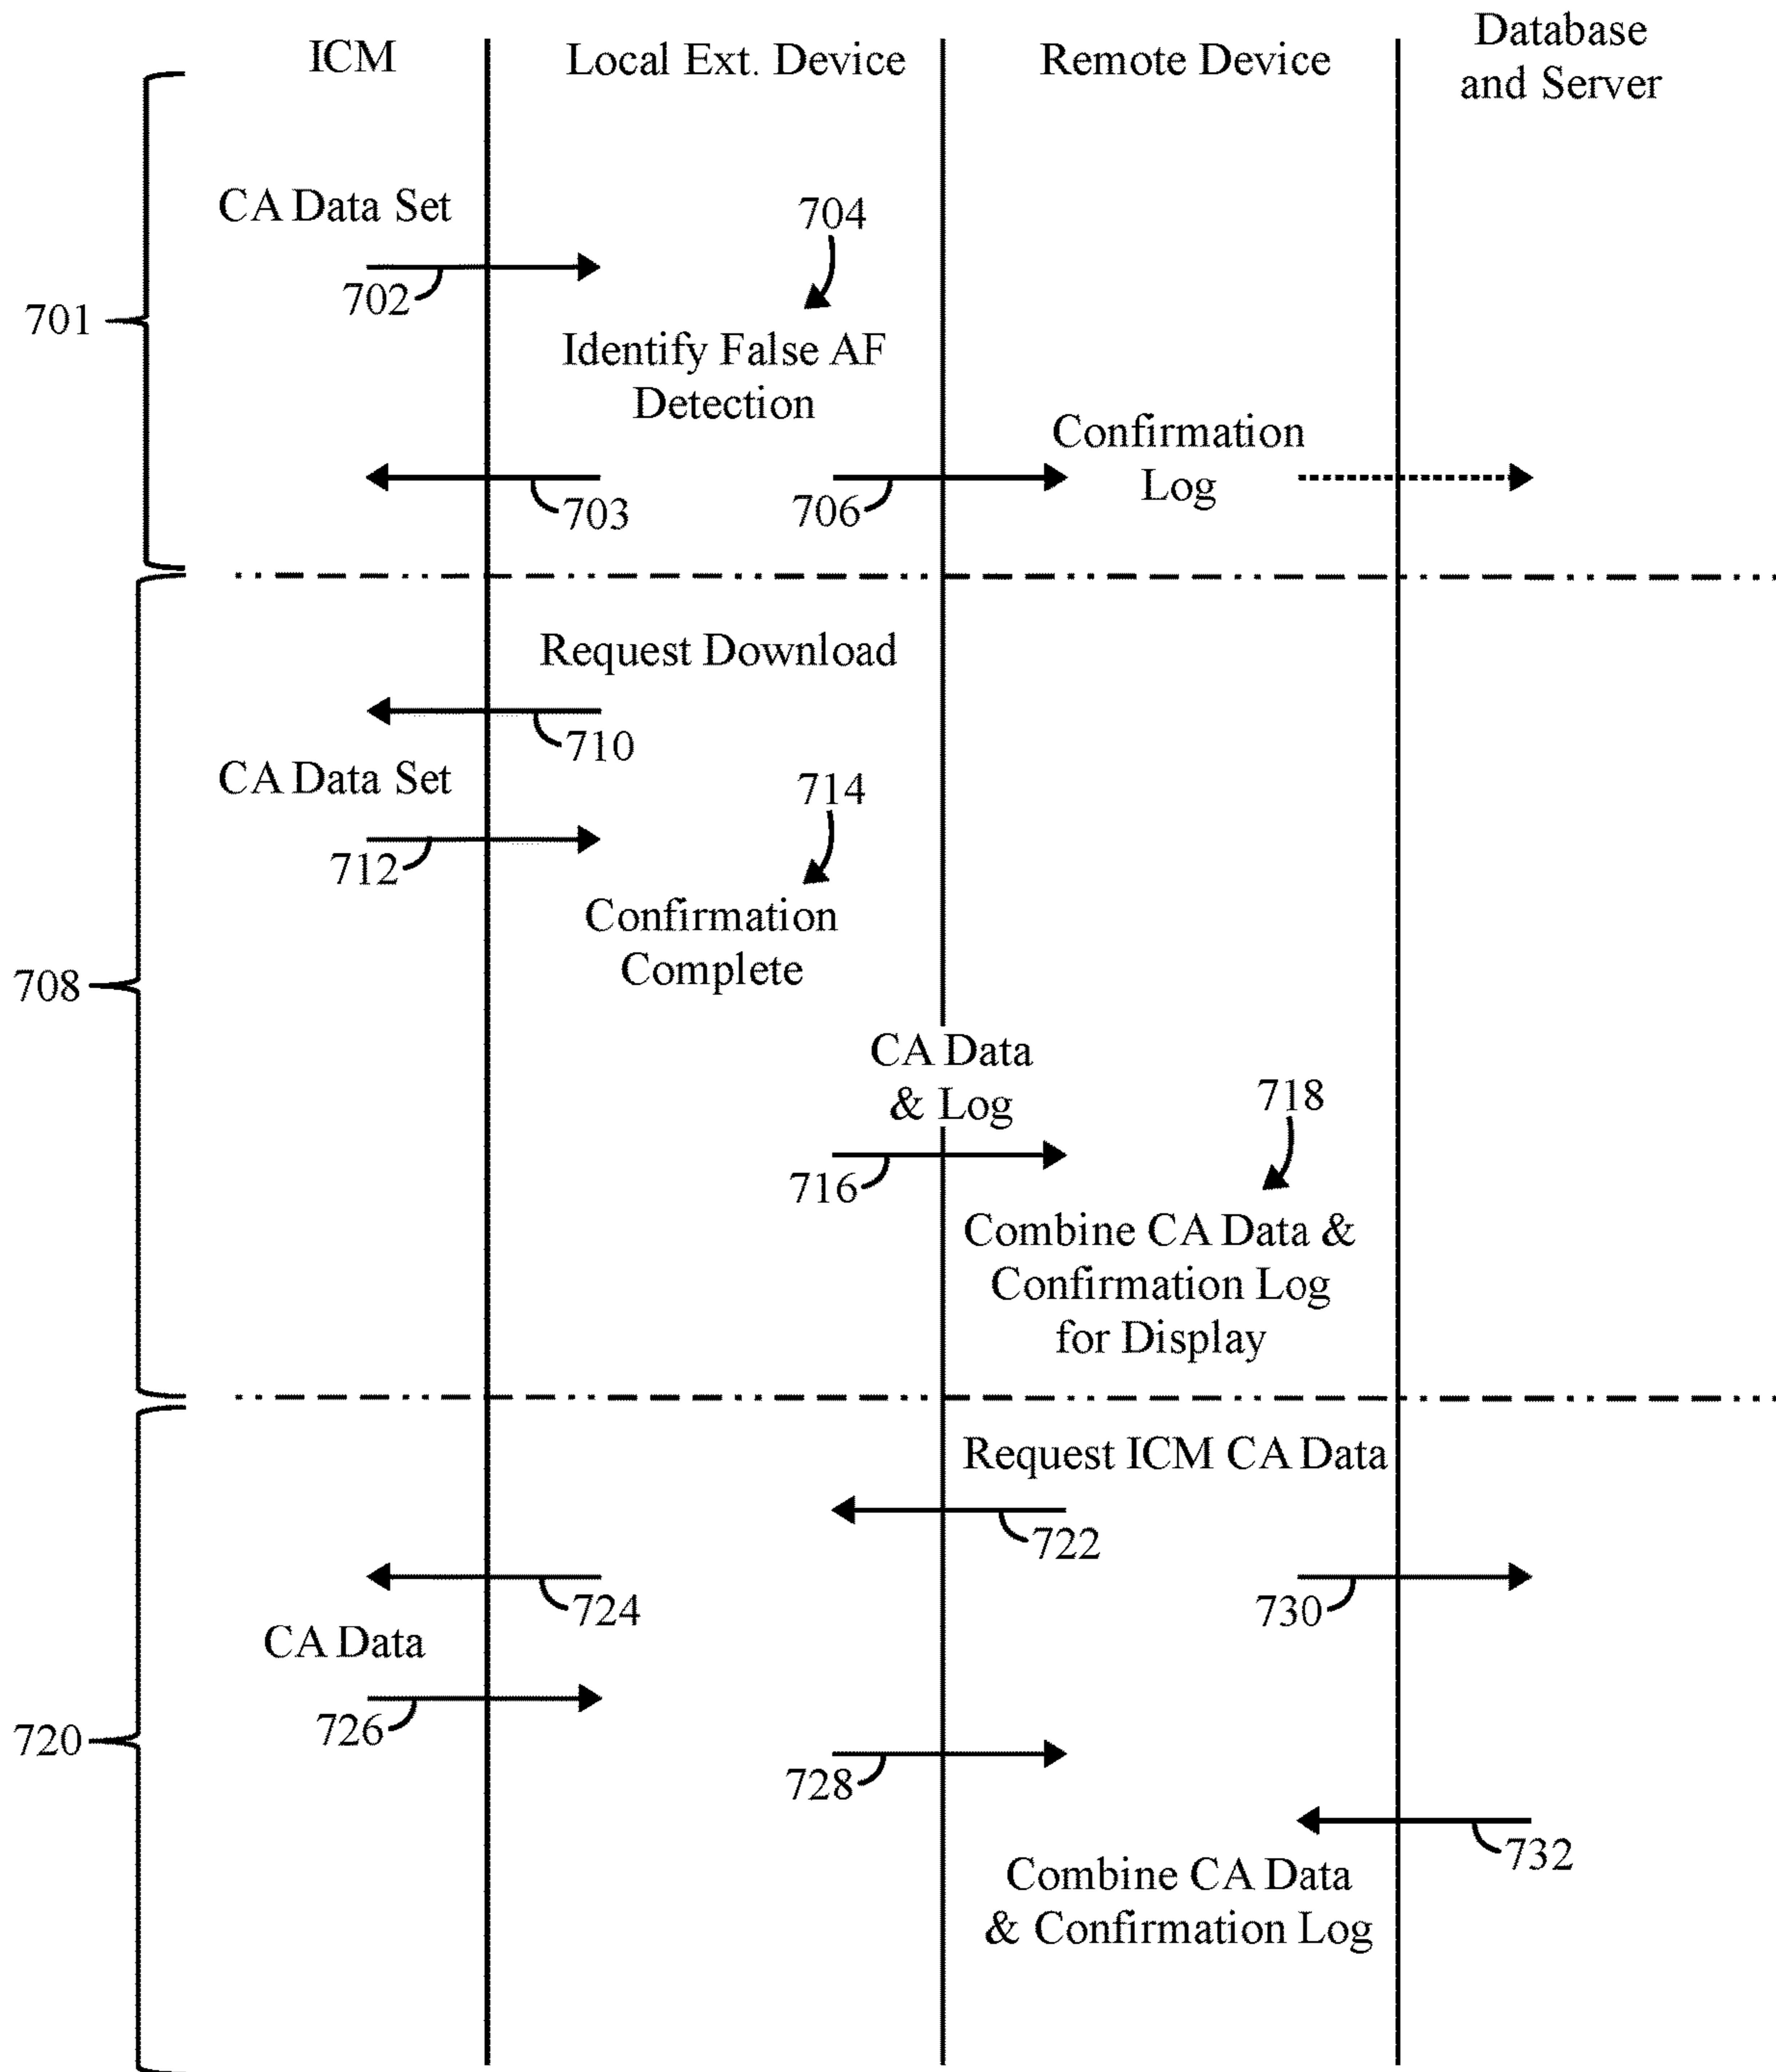 ICM
Local Ext. Device
Remote Device
Database
and Server
CA Data Set
704
702
701
Identify False AF
Detection
Confirmation
Log
703
706
Request Download
710
CA Data Set
714
712
Confirmation
Complete
708
CA Data
& Log
718
716
Combine CA Data &
Confirmation Log
for Display
Request ICM CA Data
722
724
730
CA Data
726
720
728
732
Combine CA Data
& Confirmation Log